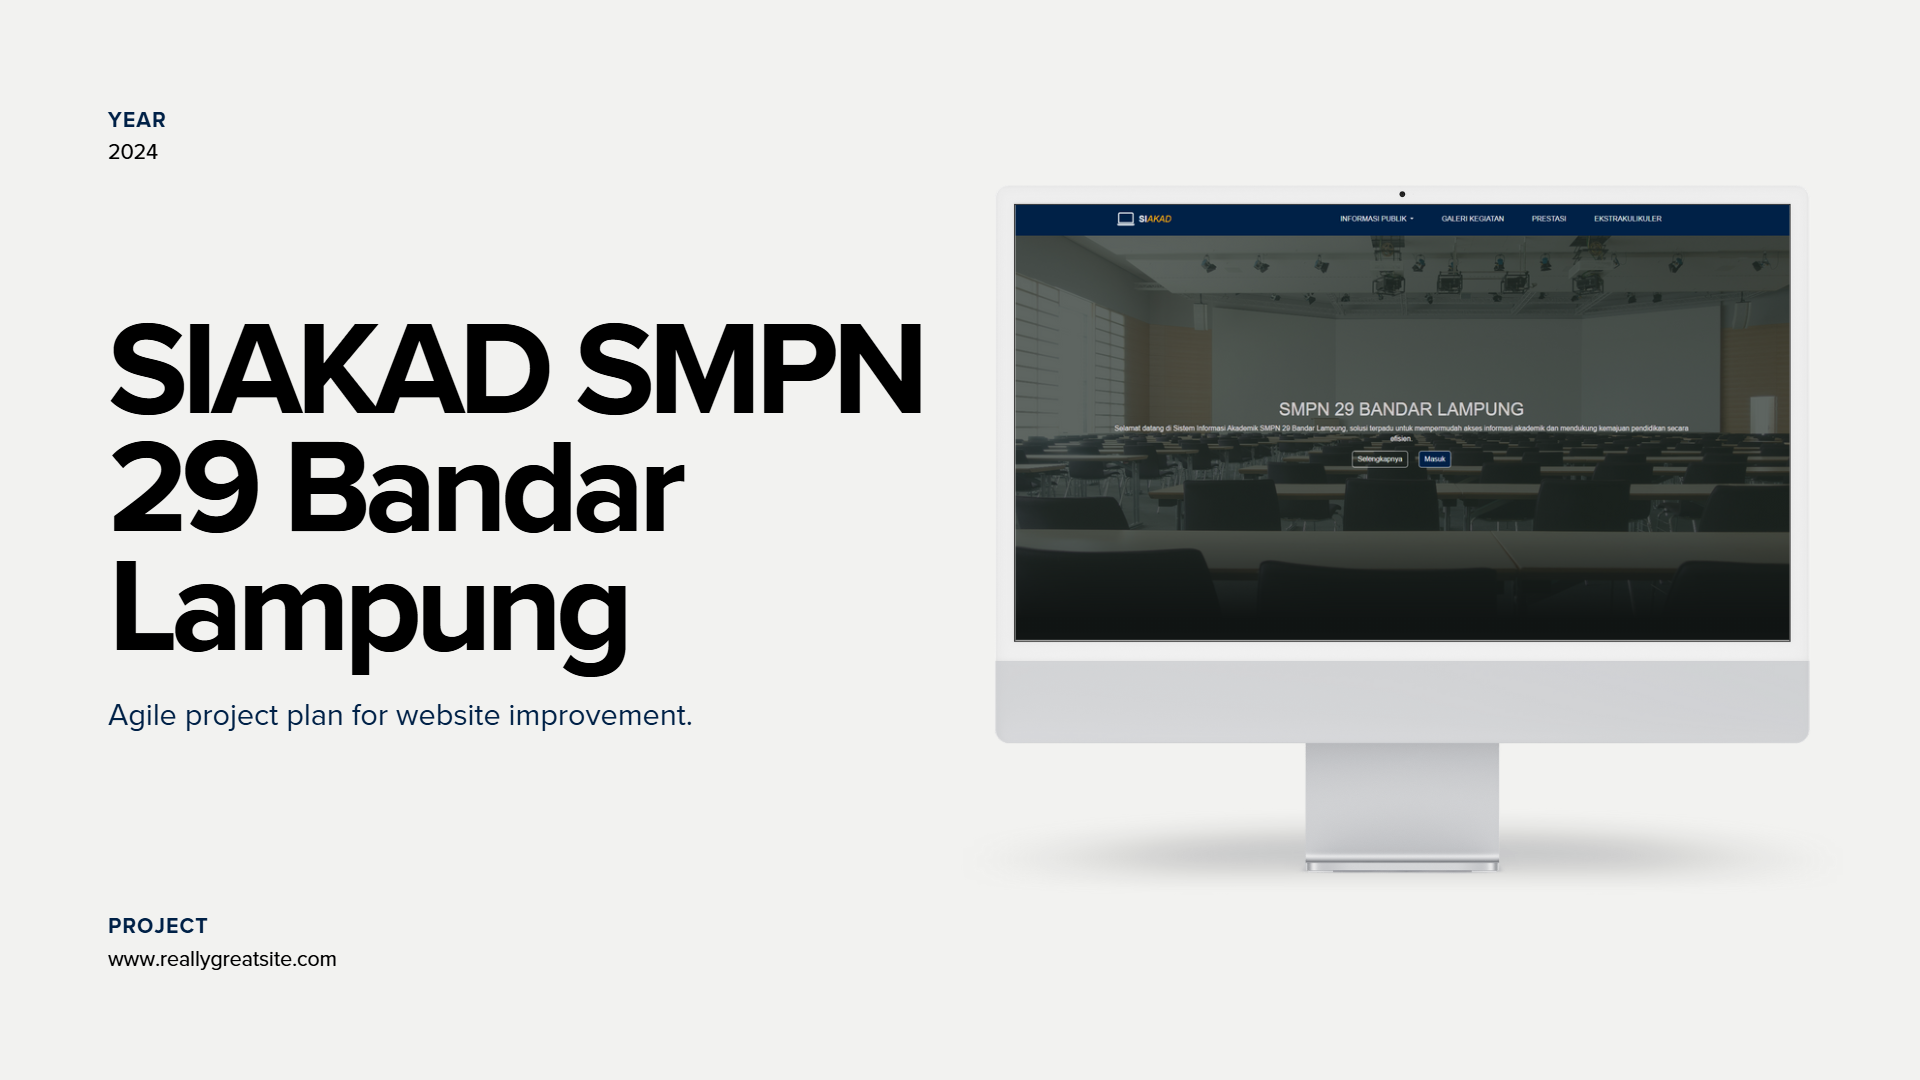 YEAR
2024
SIAKAD SMPN
29 Bandar
Lampung
Agile project plan for website improvement.
PROJECT
www.reallygreatsite.com
SIAKAD
INFORMASI PUBLIK
GALERI KEGIATAN
PRESTASI
EKSTRAKULIKULER
SMPN 29 BANDAR LAMPUNG
Selamat datang di Sistem Informasi Akademik SMPN 29 Bandar Lampung, solusi terpadu untuk mempermudah akses informasi akademik dan mendukung kemajuan pendidikan secara
efisien.
Selengkapnya
Masuk